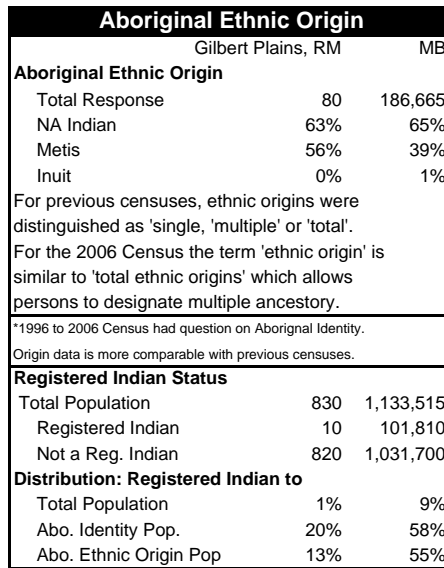 Aboriginal Ethnic Origin
Gilbert Plains, RM MB
Aboriginal Ethnic Origin
Total Response 80 186,665
NA Indian 63% 65%
Metis 56% 39%
Inuit 0% 1%
For previous censuses, ethnic origins were
distinguished as 'single, 'multiple' or 'total'.
For the 2006 Census the term 'ethnic origin' is
similar to 'total ethnic origins' which allows
persons to designate multiple ancestory.
*1996 to 2006 Census had question on Aborignal Identity.
Origin data is more comparable with previous censuses.
Registered Indian Status
Total Population 830 1,133,515
Registered Indian 10 101,810
Not a Reg. Indian 820 1,031,700
Distribution: Registered Indian to
Total Population 1% 9%
Abo. Identity Pop. 20% 58%
Abo. Ethnic Origin Pop 13% 55%